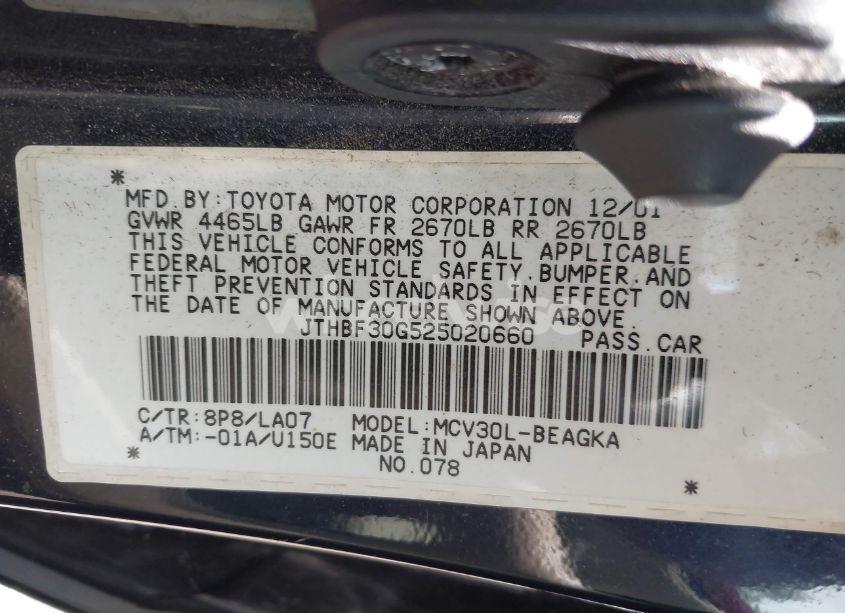 *
MFD.BY:TOYOTA MOTOR CORPORATION 12/01
GVWR 4465LB GAWR FR 2670LB RR 2670LB
THIS VEHICLE CONFORMS TO ALL APPLICABLE
FEDERAL MOTOR VEHICLE SAFETY,BUMPER,AND
THEFT PREVENTION STANDARDS IN EFFECT ON
THE DATE OF MANUFACTURE SHOWN ABOVE.
JTHBF30G525020660 PASS.CAR
C/TR:8P8/LA07 MODEL:MCV30L-BEAGKA
A/TM:-01A/U150E MADE IN JAPAN
* NO.078 *